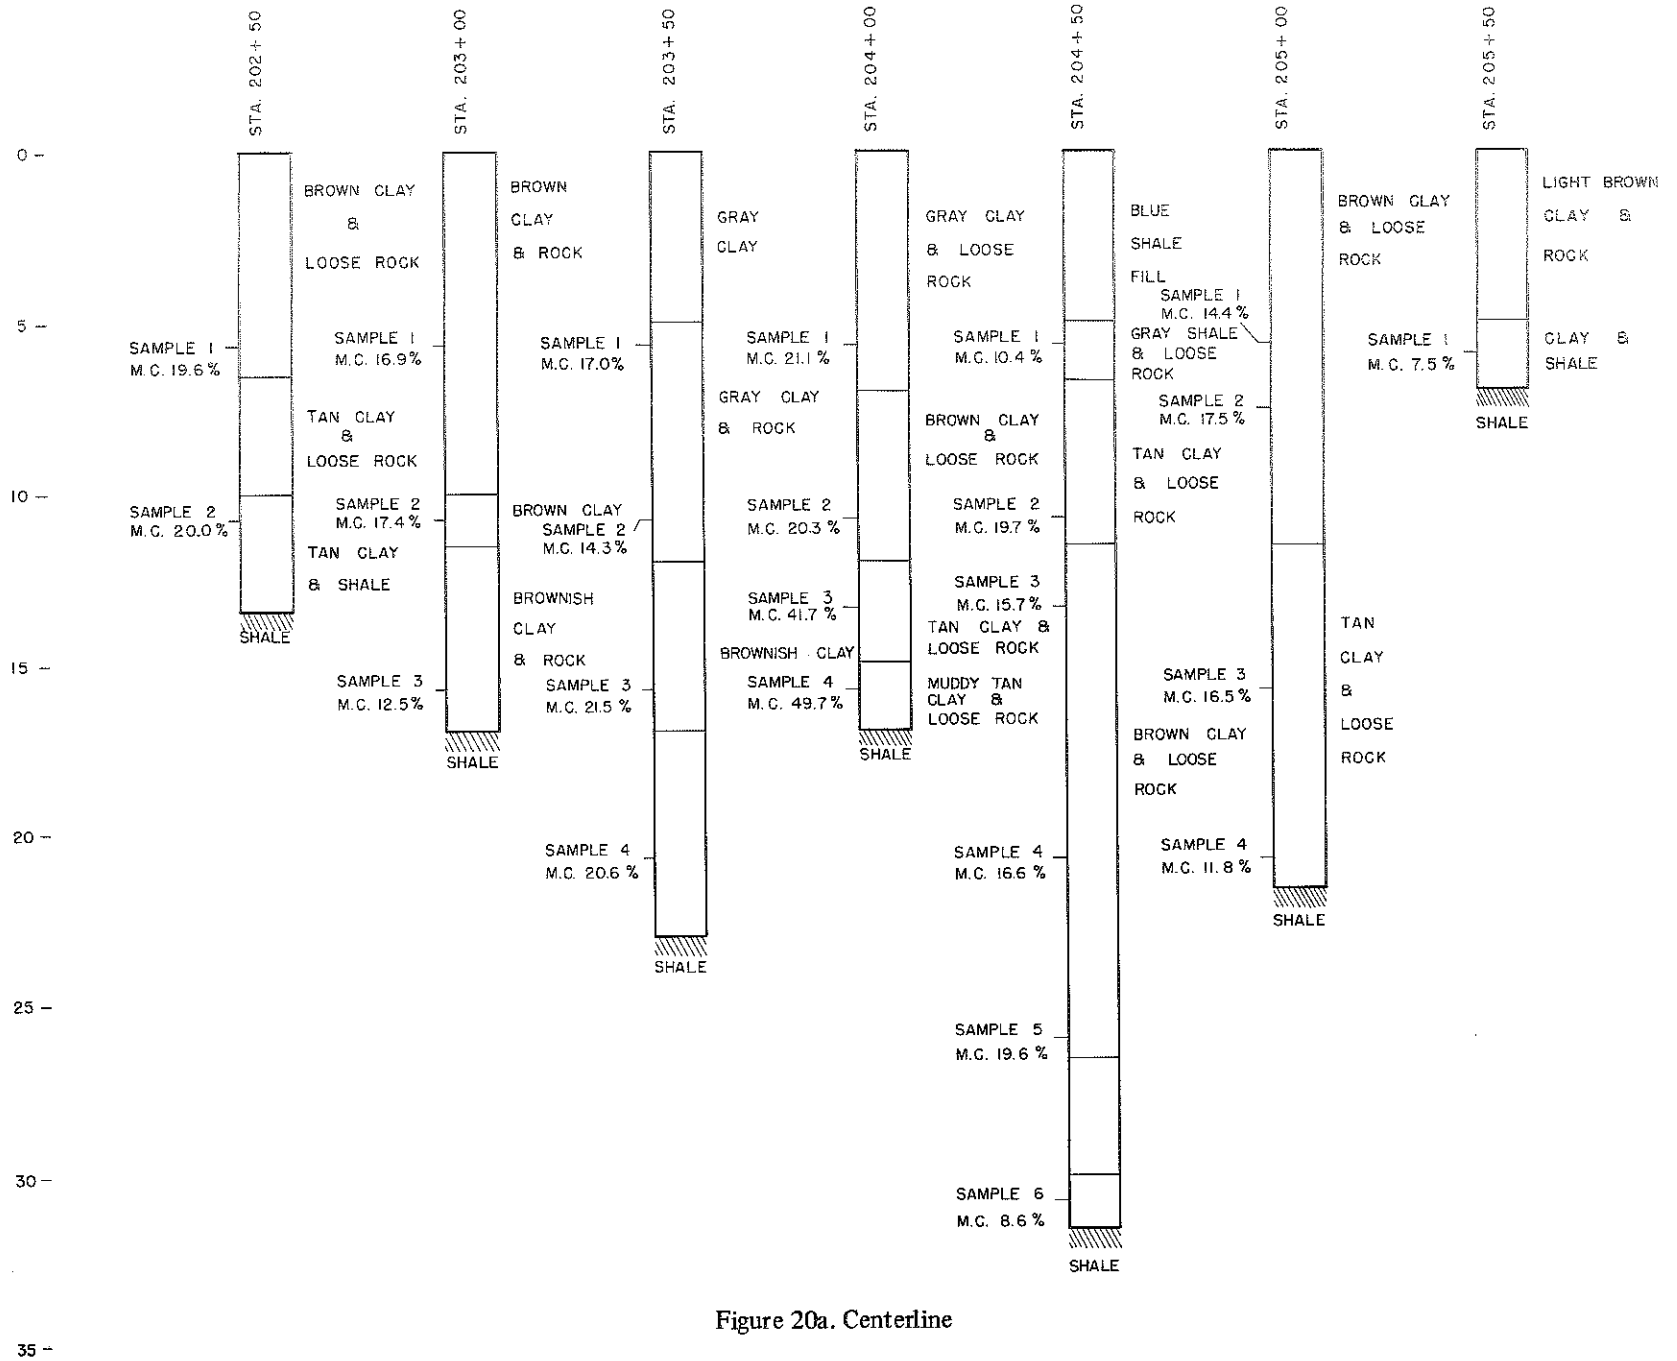 STA. 202+50
STA. 203+00
STA. 203+50
STA. 204+00
STA. 204+50
STA. 205+00
STA. 205+50
0 –
5 –
10 –
15 –
20 –
25 –
30 –
35 –
BROWN CLAY
&
LOOSE ROCK
SAMPLE 1
M.C. 19.6%
TAN CLAY
&
LOOSE ROCK
SAMPLE 2
M.C. 20.0%
TAN CLAY
& SHALE
SHALE
BROWN
CLAY
& ROCK
SAMPLE 1
M.C. 16.9%
SAMPLE 2
M.C. 17.4%
BROWN CLAY
BROWNISH
CLAY
& ROCK
SAMPLE 3
M.C. 12.5%
SHALE
GRAY
CLAY
SAMPLE 1
M.C. 17.0%
GRAY CLAY
& ROCK
SAMPLE 2
M.C. 14.3%
BROWNISH CLAY
SAMPLE 3
M.C. 21.5 %
SAMPLE 4
M.C. 20.6 %
SHALE
GRAY CLAY
& LOOSE
ROCK
SAMPLE 1
M.C. 21.1 %
BROWN CLAY
&
LOOSE ROCK
SAMPLE 2
M.C. 20.3 %
SAMPLE 3
M.C. 41.7 %
TAN CLAY &
LOOSE ROCK
SAMPLE 4
M.C. 49.7%
MUDDY TAN
CLAY &
LOOSE ROCK
SHALE
BLUE
SHALE
FILL
SAMPLE 1
M.C. 10.4 %
GRAY SHALE
& LOOSE
ROCK
TAN CLAY
& LOOSE
ROCK
SAMPLE 2
M.C. 19.7 %
SAMPLE 3
M.C. 15.7%
BROWN CLAY
& LOOSE
ROCK
SAMPLE 4
M.C. 16.6 %
SAMPLE 5
M.C. 19.6 %
SAMPLE 6
M.C. 8.6 %
SHALE
BROWN CLAY
& LOOSE
ROCK
SAMPLE 1
M.C. 14.4 %
SAMPLE 2
M.C. 17.5 %
TAN
CLAY
&
LOOSE
ROCK
SAMPLE 3
M.C. 16.5%
SAMPLE 4
M.C. 11.8 %
SHALE
LIGHT BROWN
CLAY &
ROCK
SAMPLE 1
M.C. 7.5 %
CLAY &
SHALE
SHALE
Figure 20a. Centerline